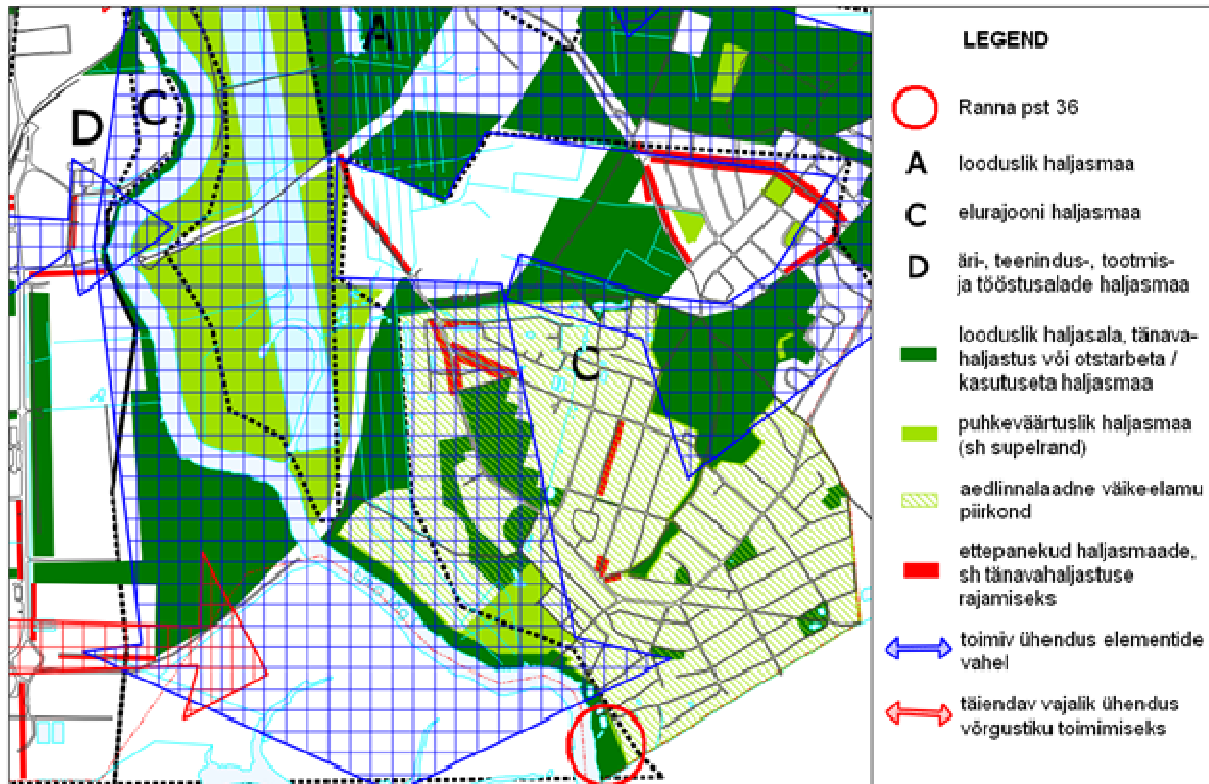 A
D
C
C
LEGEND
Ranna pst 36
A
looduslik haljasmaa
C
elurajooni haljasmaa
D
äri-, teenindus-, tootmis-
ja tööstusalade haljasmaa
looduslik haljasala, tänava-
haljastus või otstarbeta /
kasutuseta haljasmaa
puhkeväärtuslik haljasmaa
(sh supelrand)
aedlinnalaadne väike-elamu
piirkond
ettepanekud haljasmaade,
sh tänavahaljastuse
rajamiseks
toimiv ühendus elementide
vahel
täiendav vajalik ühendus
võrgustiku toimimiseks